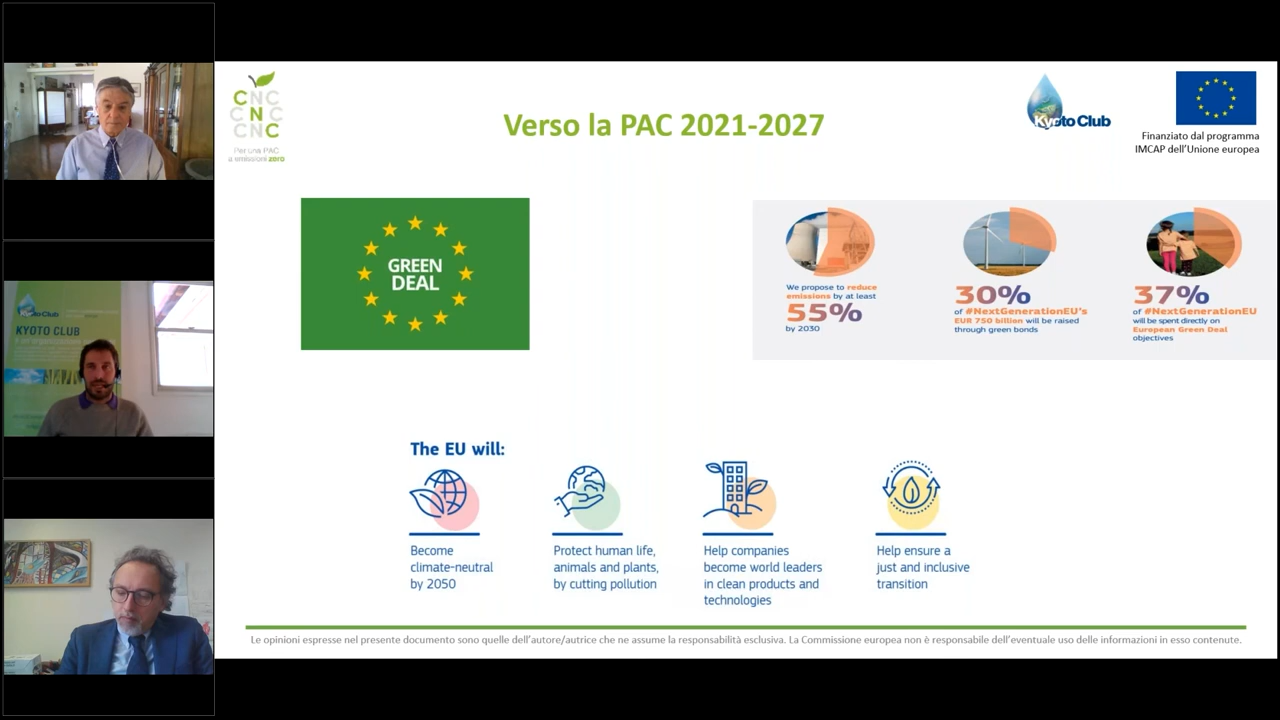 CNC
CNC
CNC
Per una PAC
a emissioni zero
Verso la PAC 2021-2027
Kyoto Club
Finanziato dal programma
IMCAP dell'Unione europea
GREEN
DEAL
We propose to reduce
emissions by at least
55%
by 2030
30%
of #NextGenerationEU's
EUR 750 billion will be raised
through green bonds
37%
of #NextGenerationEU
will be spent directly on
European Green Deal
objectives
Kyoto Club
KYOTO CLUB
The EU will:
Become
climate-neutral
by 2050
Protect human life,
animals and plants,
by cutting pollution
Help companies
become world leaders
in clean products and
technologies
Help ensure a
just and inclusive
transition
Le opinioni espresse nel presente documento sono quelle dell'autore/autrice che ne assume la responsabilità esclusiva. La Commissione europea non è responsabile dell'eventuale uso delle informazioni in esso contenute.